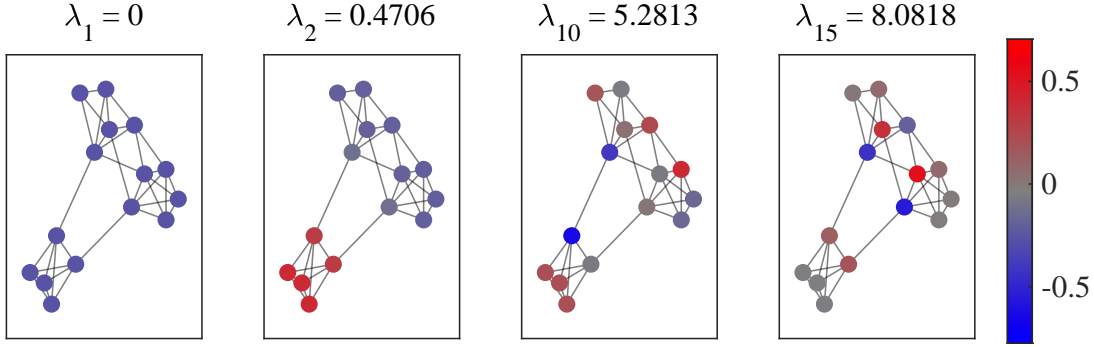 λ₁ = 0
λ₂ = 0.4706
λ₁₀ = 5.2813
λ₁₅ = 8.0818
0.5
0
-0.5